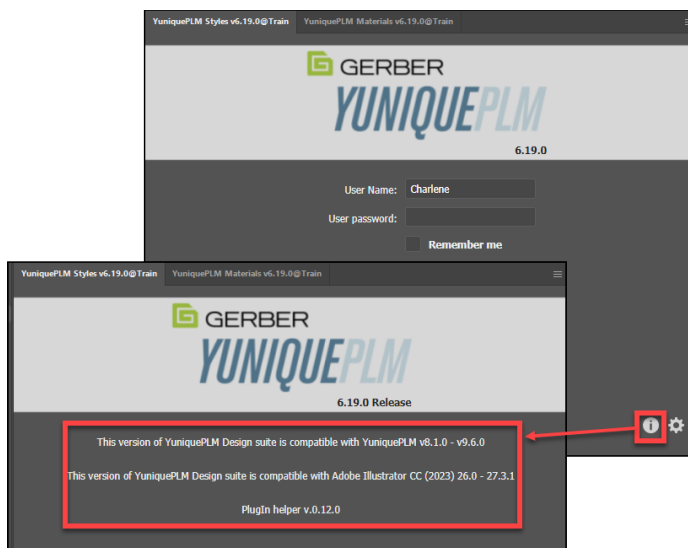 YuniquePLM Styles v6.19.0@Train YuniquePLM Materials v6.19.0@Train
GERBER
YUNIQUEPLM
6.19.0
User Name: Charlene
User password:
Remember me
YuniquePLM Styles v6.19.0@Train YuniquePLM Materials v6.19.0@Train
GERBER
YUNIQUEPLM
6.19.0 Release
This version of YuniquePLM Design suite is compatible with YuniquePLM v8.1.0 - v9.6.0
This version of YuniquePLM Design suite is compatible with Adobe Illustrator CC (2023) 26.0 - 27.3.1
PlugIn helper v.0.12.0